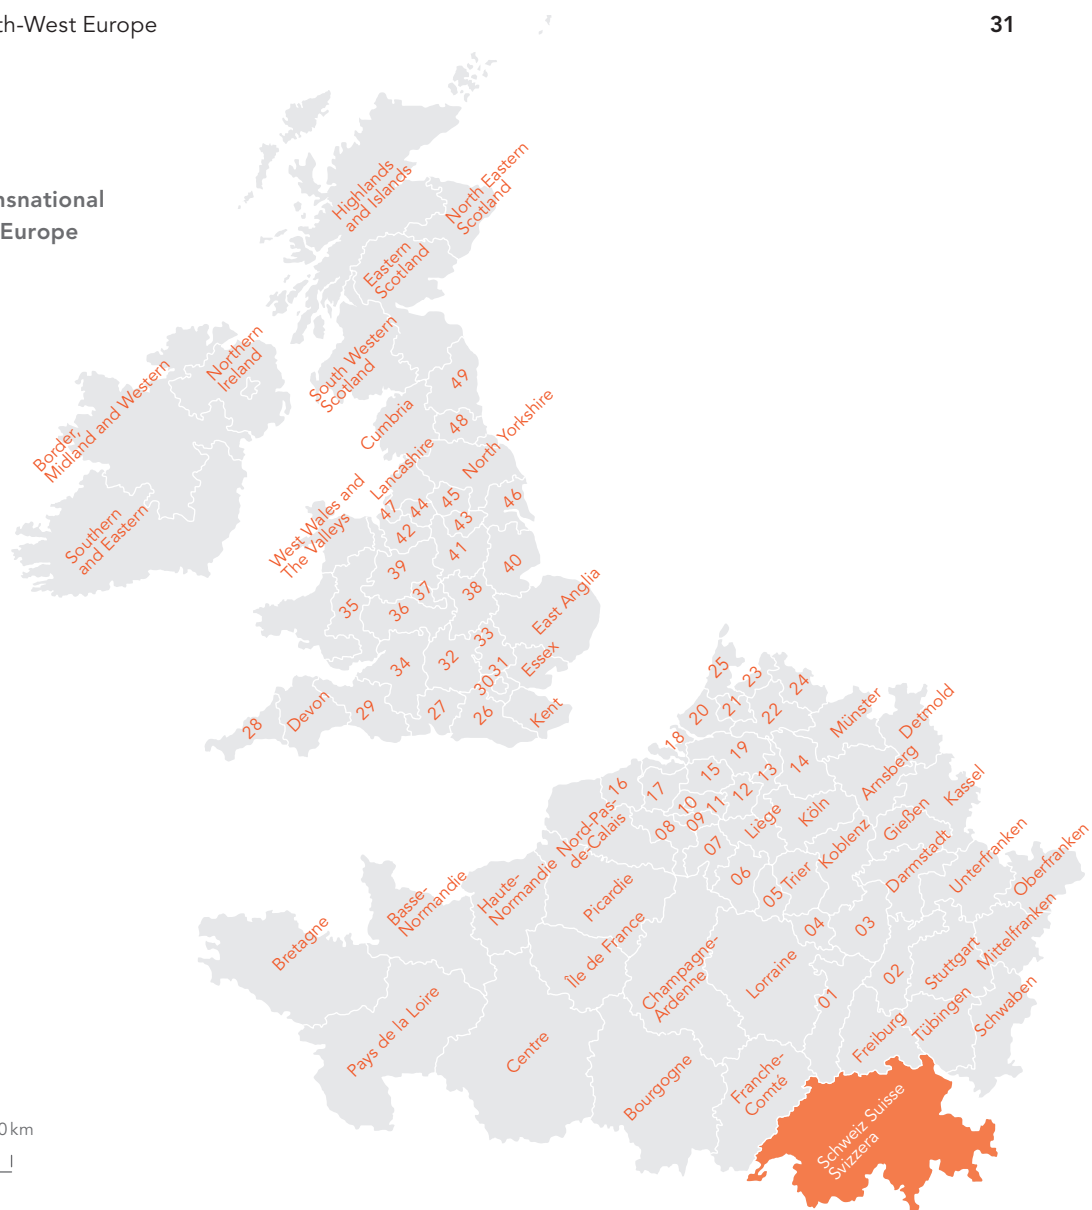 th-West Europe
31
nsnational
Europe
Highlands
and Islands
North Eastern
Scotland
Eastern
Scotland
South Western
Scotland
Northern
Ireland
Border,
Midland and Western
Southern
and Eastern
49
Cumbria
48
North Yorkshire
Lancashire
West Wales and
The Valleys
47
44
45
46
42
43
41
40
39
38
37
36
35
East Anglia
33
34
32
31
Essex
30
28
Devon
29
27
26
Kent
25
23
24
20
21
22
Münster
Detmold
18
19
15
13
14
Arnsberg
Kassel
16
17
10
11
12
Nord-Pas-
de-Calais
08
09
07
Liège
Köln
Koblenz
Gießen
06
05
Trier
Darmstadt
Unterfranken
Oberfranken
Basse-
Normandie
Haute-
Normandie
Picardie
04
03
Mittelfranken
Bretagne
Île de France
Champagne-
Ardenne
Lorraine
02
Stuttgart
01
Pays de la Loire
Centre
Bourgogne
Franche-
Comté
Freiburg
Tübingen
Schwaben
Schweiz Suisse
Svizzera
0 km